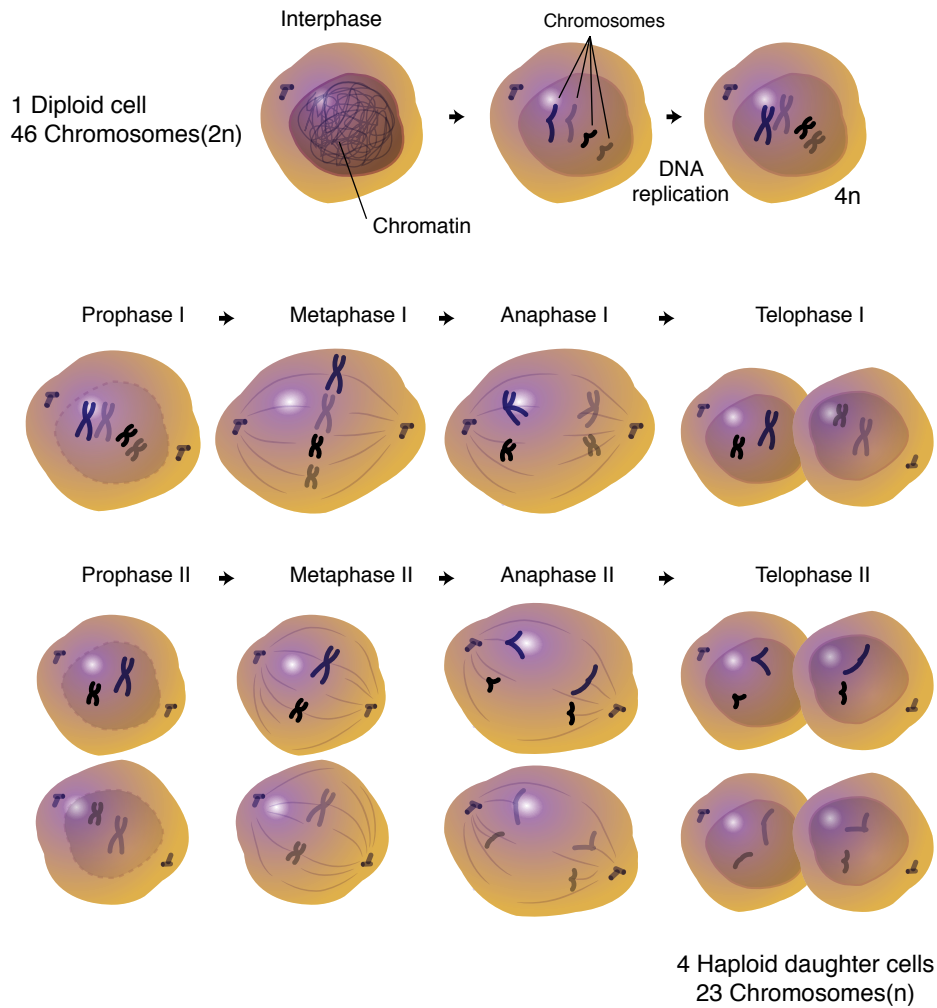 Interphase
Chromosomes
1 Diploid cell
46 Chromosomes(2n)
DNA
replication
4n
Chromatin
Prophase I
Metaphase I
Anaphase I
Telophase I
Prophase II
Metaphase II
Anaphase II
Telophase II
4 Haploid daughter cells
23 Chromosomes(n)